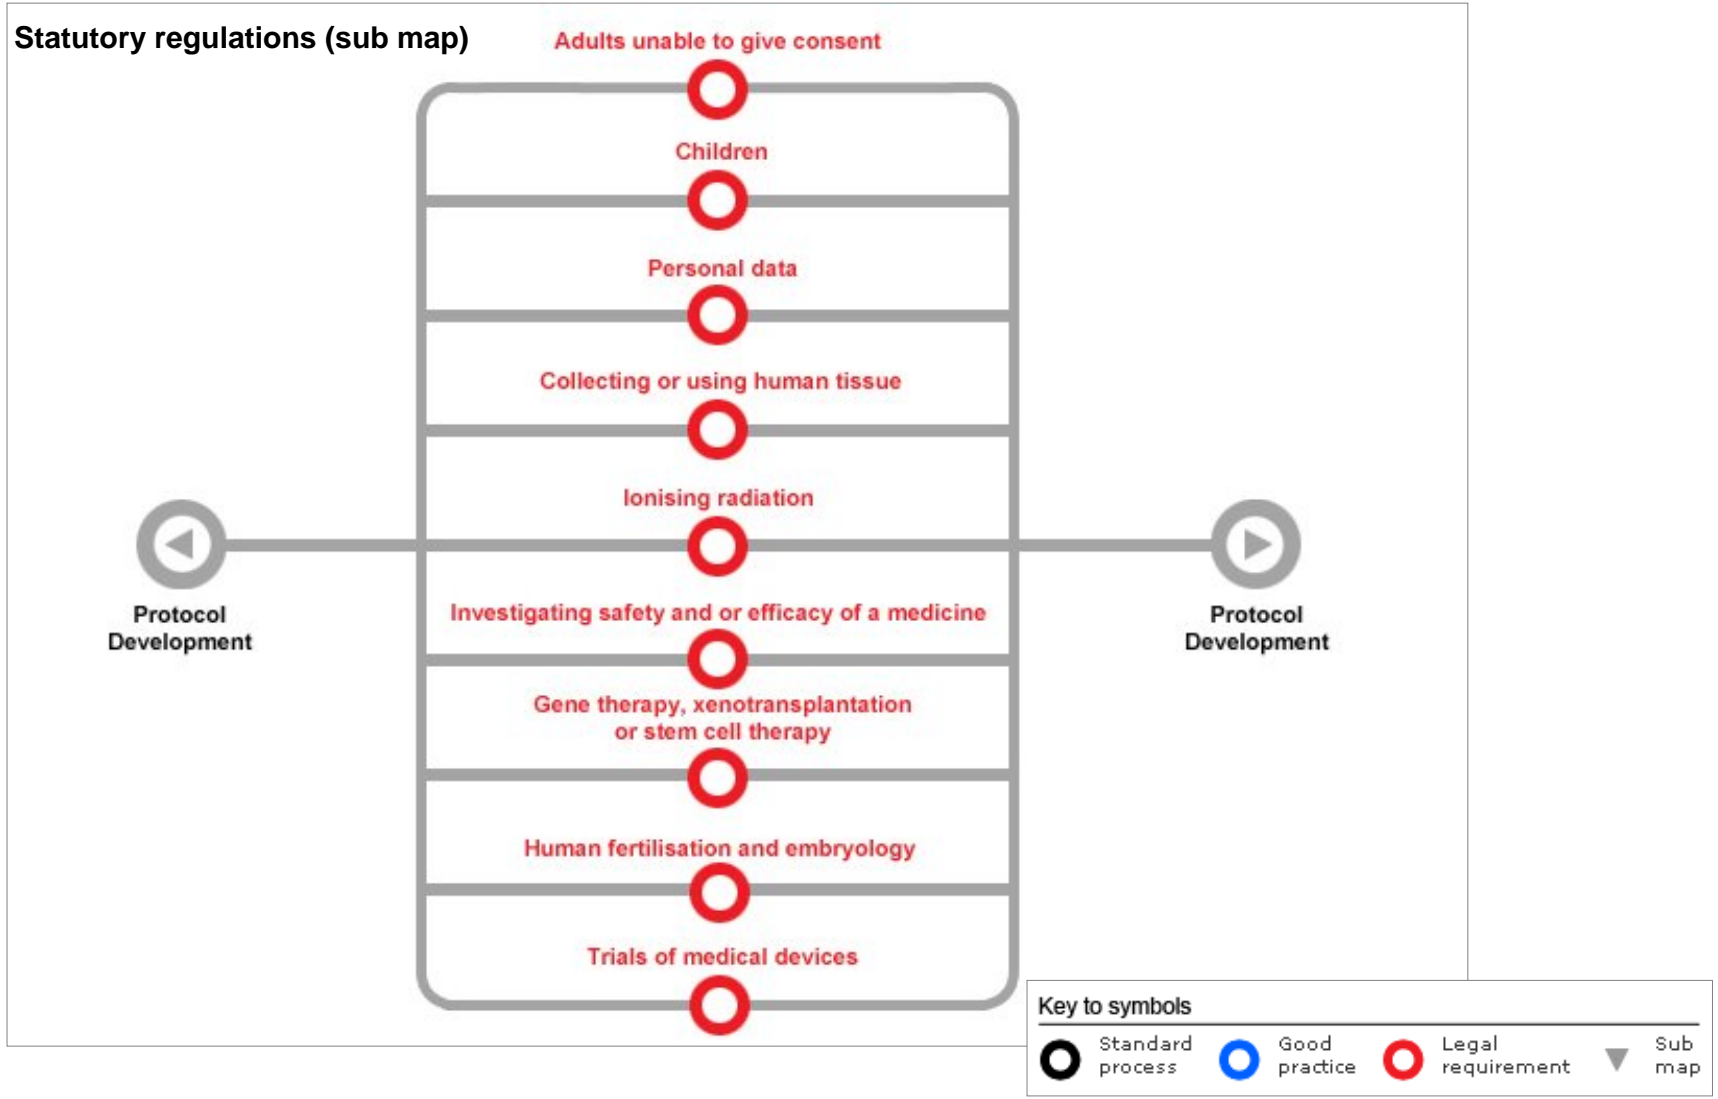 Statutory regulations (sub map)
Adults unable to give consent
Children
Personal data
Collecting or using human tissue
Ionising radiation
Protocol
Development
Investigating safety and or efficacy of a medicine
Protocol
Development
Gene therapy, xenotransplantation
or stem cell therapy
Human fertilisation and embryology
Trials of medical devices
Key to symbols
Standard
process
Good
practice
Legal
requirement
Sub
map